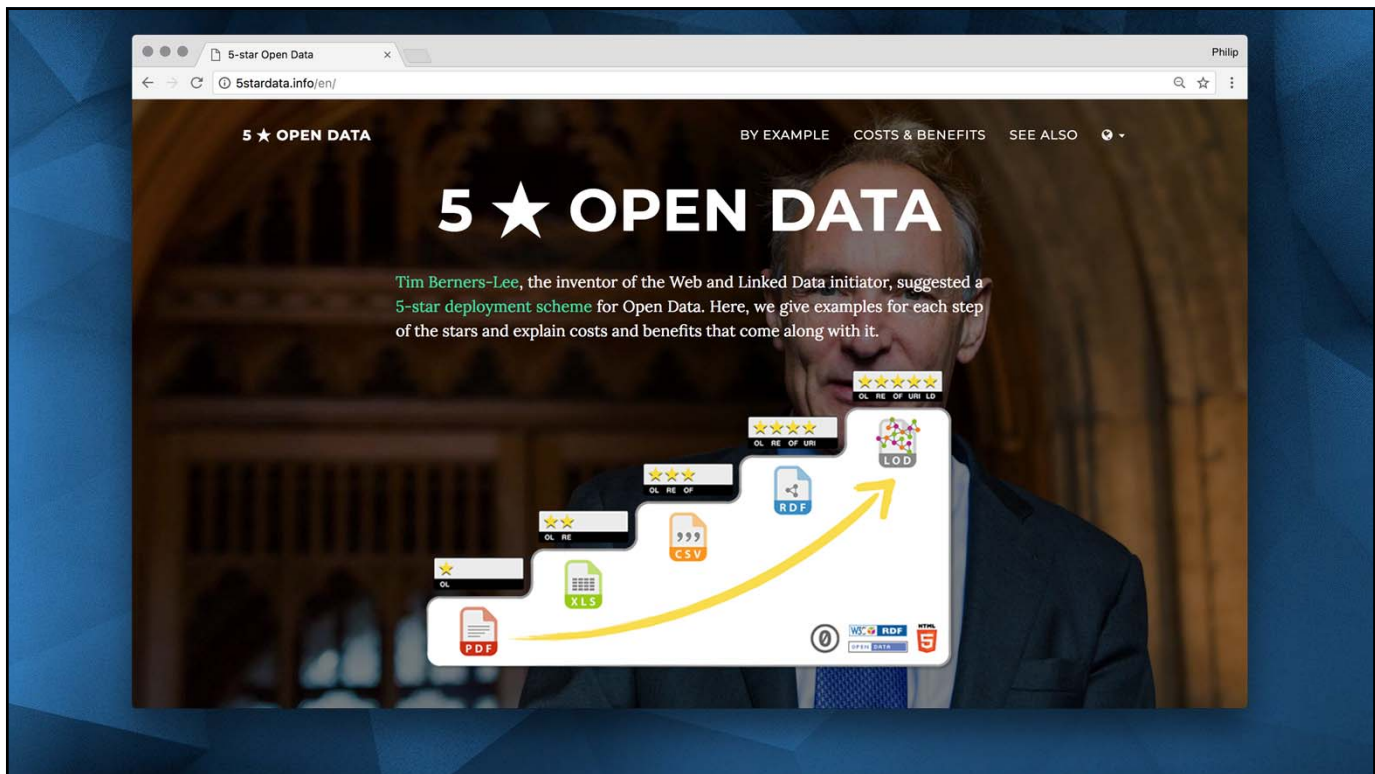 5-star Open Data
Philip
5stardata.info/en/
5 ★ OPEN DATA
BY EXAMPLE
COSTS & BENEFITS
SEE ALSO
5 ★ OPEN DATA
Tim Berners-Lee, the inventor of the Web and Linked Data initiator, suggested a
5-star deployment scheme for Open Data. Here, we give examples for each step
of the stars and explain costs and benefits that come along with it.
OL RE OF URI LD
LOD
OL RE OF URI
RDF
OL RE OF
CSV
OL RE
XLS
OL
PDF
W3C RDF
OPEN DATA
HTML
5